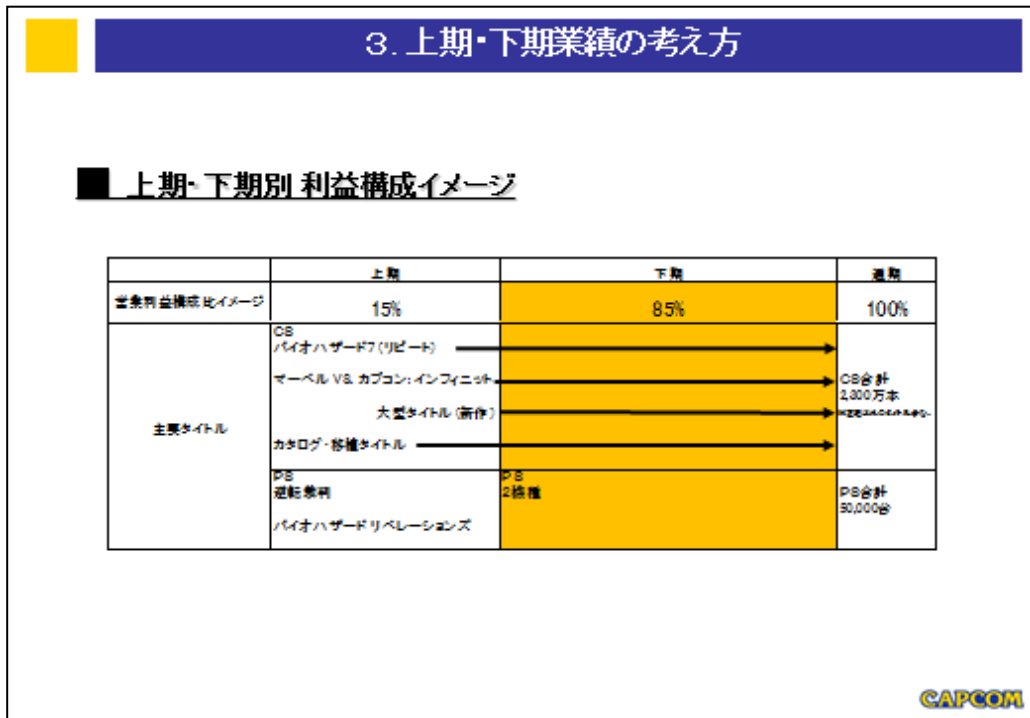 3. 上期・下期業績の考え方
■ 上期・下期別 利益構成イメージ
上期 下期 通期
営業利益構成比イメージ 15% 85% 100%
主要タイトル
CS
バイオハザード7(リピート)
マーベル VS. カプコン:インフィニット
大型タイトル(新作)
カタログ・移植タイトル
CS合計
2,300万本
PS
逆転裁判
バイオハザード リベレーションズ
PS
2機種
PS合計
50,000台
CAPCOM